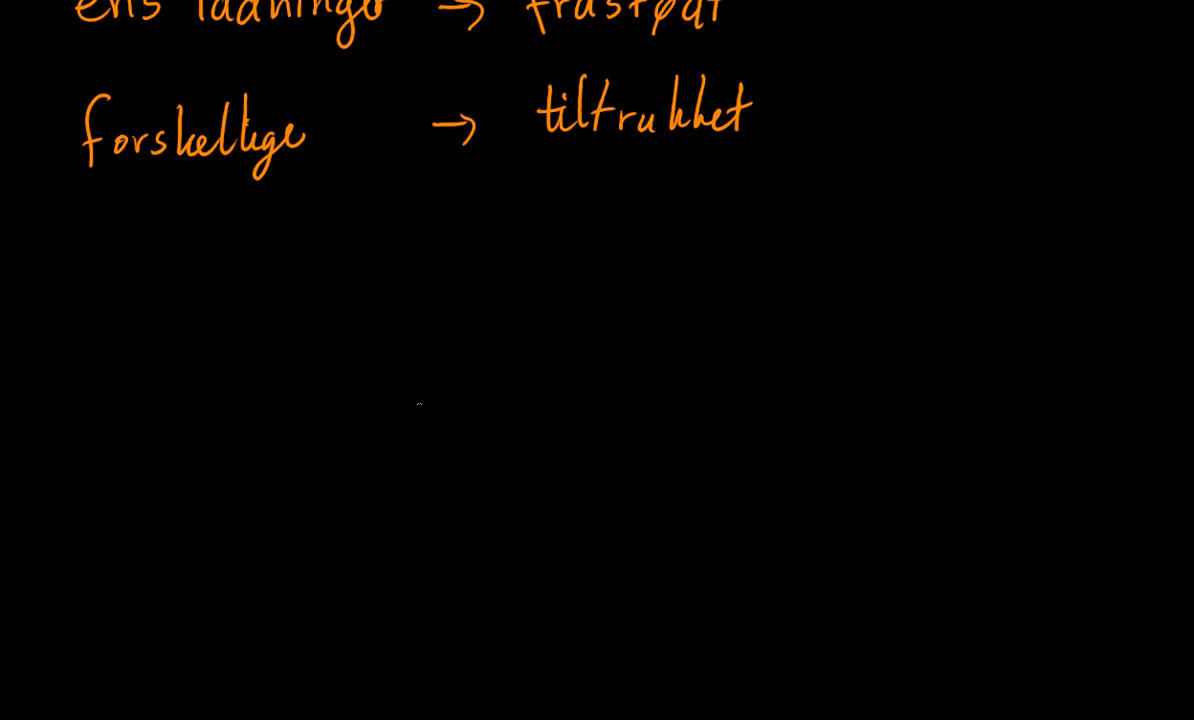 ens ladninger → frastødt
forskellige → tiltrukket